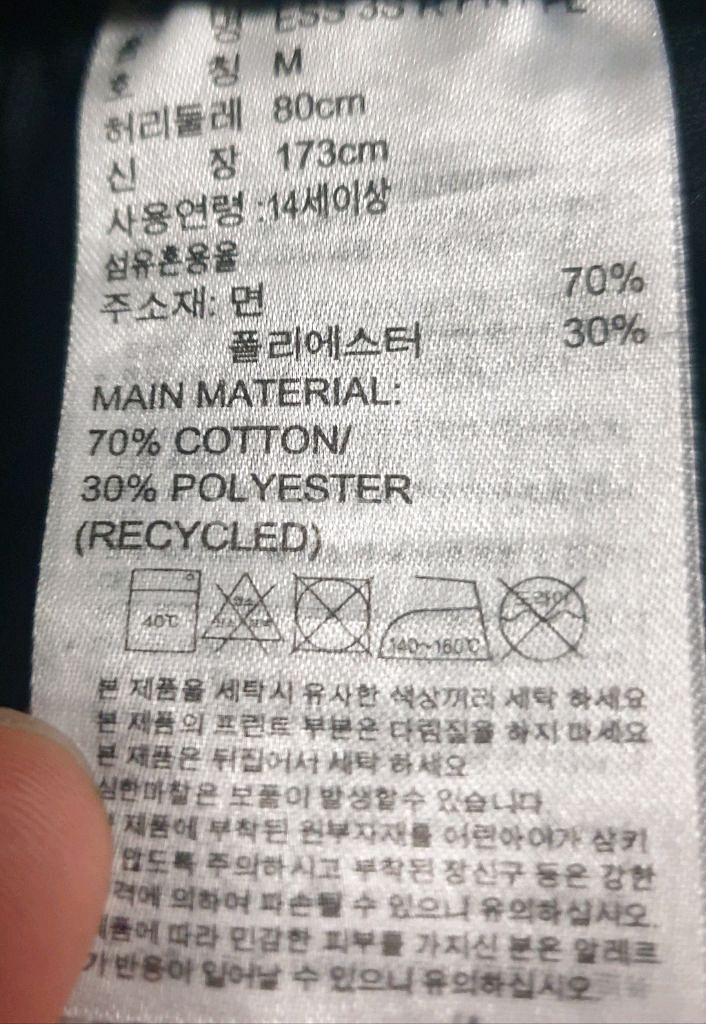 명 ESS 3S
호 칭 M
허리둘레 80cm
신 장 173cm
사용연령 :14세이상
섬유혼용율
주소재: 면 70%
폴리에스터 30%
MAIN MATERIAL:
70% COTTON/
30% POLYESTER
(RECYCLED)
40℃ 140~160℃ 드라이
본 제품을 세탁시 유사한 색상끼리 세탁 하세요
본 제품의 프린트 부분은 다림질을 하지 마세요
본 제품은 뒤집어서 세탁 하세요
심한마찰은 보풀이 발생할수 있습니다
제품에 부착된 원부자재를 어린아이가 삼키
않도록 주의하시고 부착된 장신구 등은 강한
격에 의하여 파손될 수 있으니 유의하십시오.
제품에 따라 민감한 피부를 가지신 분은 알레르
기 반응이 일어날 수 있으니 유의하십시오